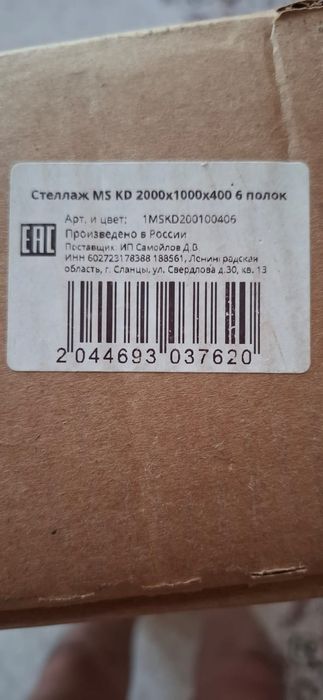 Стеллаж MS KD 2000x1000x400 6 полок
Арт. и цвет: 1MSKD200100406
Произведено в России
Поставщик: ИП Самойлов Д.В.
ИНН 602723178388 188561, Ленинградская
область, г. Сланцы, ул. Свердлова д.30, кв. 13
EAC
2 044693 037620